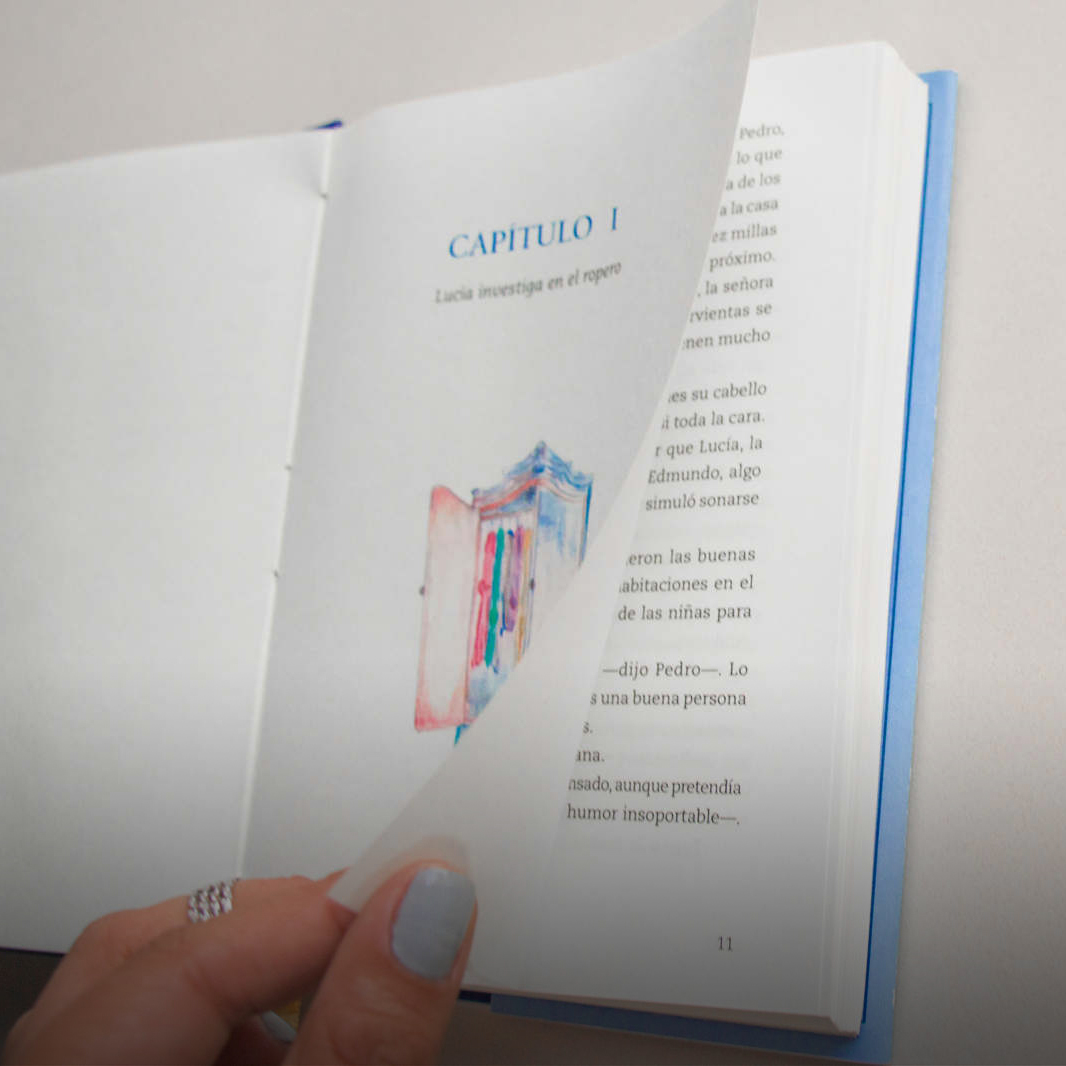 CAPÍTULO I
Lucía investiga en el ropero
Pedro,
lo que
a de los
a la casa
ez millas
próximo.
, la señora
rvientas se
nen mucho
es su cabello
i toda la cara.
r que Lucía, la
Edmundo, algo
simuló sonarse
eron las buenas
abitaciones en el
de las niñas para
—dijo Pedro—. Lo
s una buena persona
s.
ana.
nsado, aunque pretendía
humor insoportable—.
11